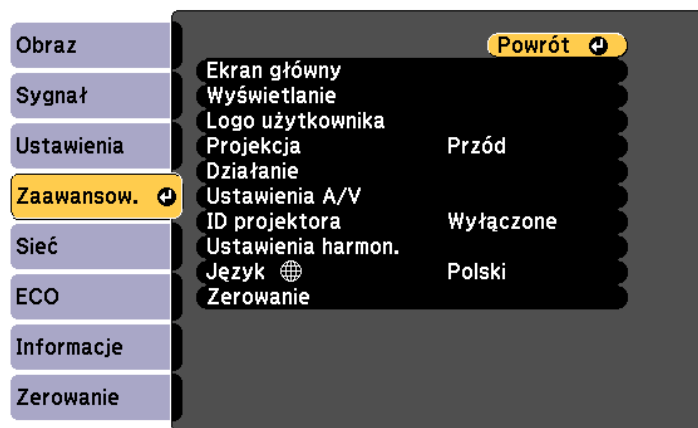 Obraz
Sygnał
Ustawienia
Zaawansow.
Sieć
ECO
Informacje
Zerowanie
Powrót
Ekran główny
Wyświetlanie
Logo użytkownika
Projekcja Przód
Działanie
Ustawienia A/V
ID projektora Wyłączone
Ustawienia harmon.
Język Polski
Zerowanie